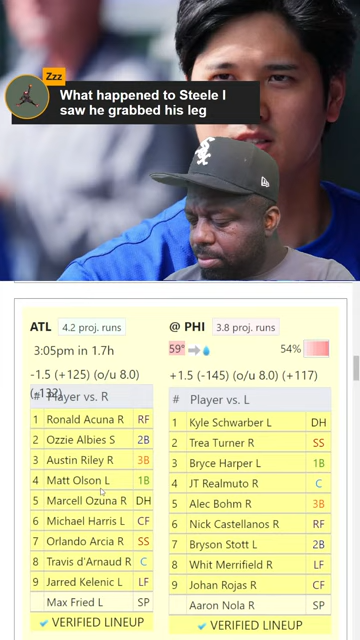 Zzz
What happened to Steele I
saw he grabbed his leg
ATL 4.2 proj. runs
3:05pm in 1.7h
-1.5 (+125) (o/u 8.0)
(-132)
# Player vs. R
1 Ronald Acuna R RF
2 Ozzie Albies S 2B
3 Austin Riley R 3B
4 Matt Olson L 1B
5 Marcell Ozuna R DH
6 Michael Harris L CF
7 Orlando Arcia R SS
8 Travis d'Arnaud R C
9 Jarred Kelenic L LF
Max Fried L SP
VERIFIED LINEUP
@ PHI 3.8 proj. runs
59° 54%
+1.5 (-145) (o/u 8.0) (+117)
# Player vs. L
1 Kyle Schwarber L DH
2 Trea Turner R SS
3 Bryce Harper L 1B
4 JT Realmuto R C
5 Alec Bohm R 3B
6 Nick Castellanos R RF
7 Bryson Stott L 2B
8 Whit Merrifield R LF
9 Johan Rojas R CF
Aaron Nola R SP
VERIFIED LINEUP